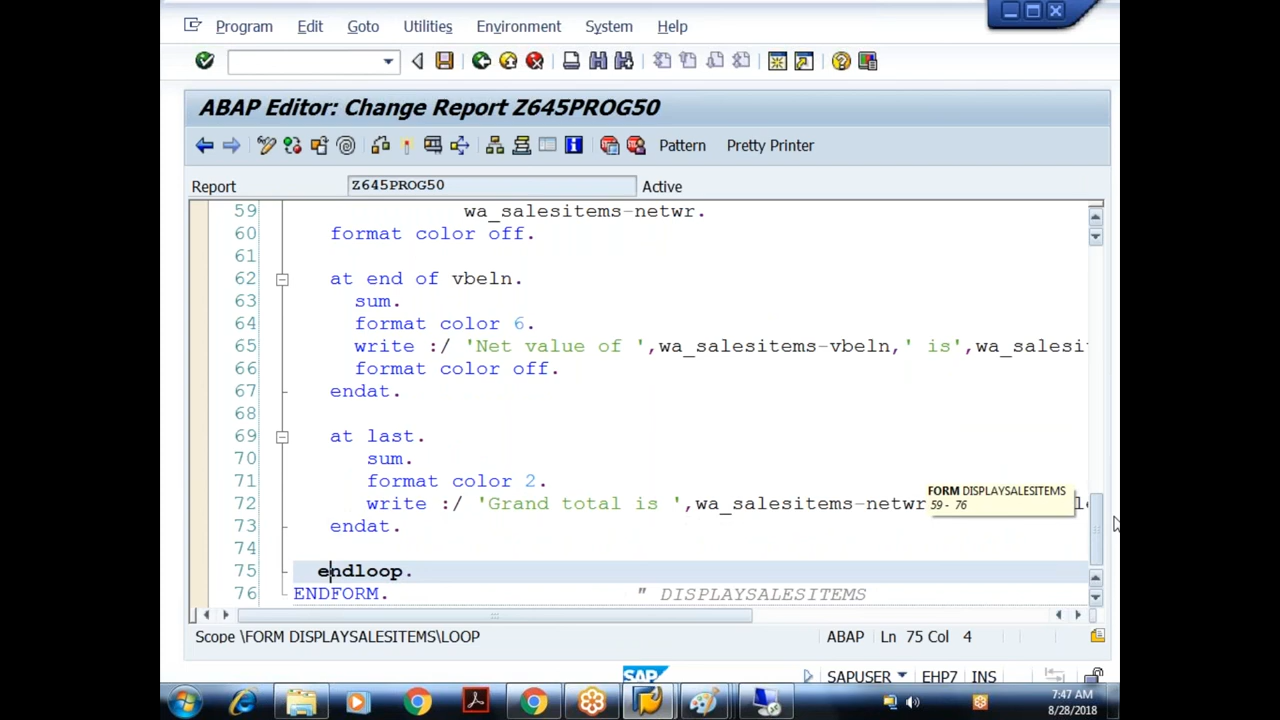 Program Edit Goto Utilities Environment System Help
ABAP Editor: Change Report Z645PROG50
Pattern Pretty Printer
Report Z645PROG50 Active
59 wa_salesitems-netwr.
60 format color off.
61
62 at end of vbeln.
63 sum.
64 format color 6.
65 write :/ 'Net value of ',wa_salesitems-vbeln,' is',wa_salesi
66 format color off.
67 endat.
68
69 at last.
70 sum.
71 format color 2.
72 write :/ 'Grand total is ',wa_salesitems-netwr
FORM DISPLAYSALESITEMS
59 - 76
73 endat.
74
75 endloop.
76 ENDFORM. " DISPLAYSALESITEMS
Scope \FORM DISPLAYSALESITEMS\LOOP ABAP Ln 75 Col 4
SAP SAPUSER EHP7 INS
7:47 AM
8/28/2018